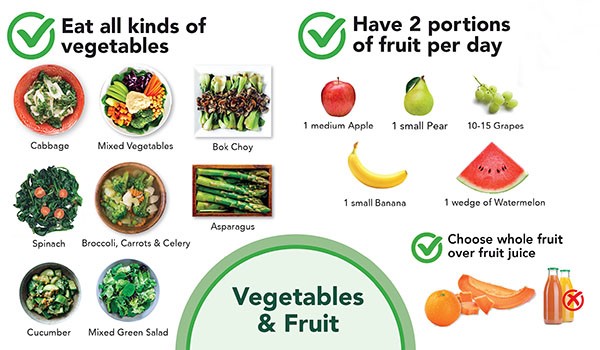 Eat all kinds of
vegetables
Cabbage
Mixed Vegetables
Bok Choy
Spinach
Broccoli, Carrots & Celery
Asparagus
Cucumber
Mixed Green Salad
Have 2 portions
of fruit per day
1 medium Apple
1 small Pear
10-15 Grapes
1 small Banana
1 wedge of Watermelon
Choose whole fruit
over fruit juice
Vegetables
& Fruit